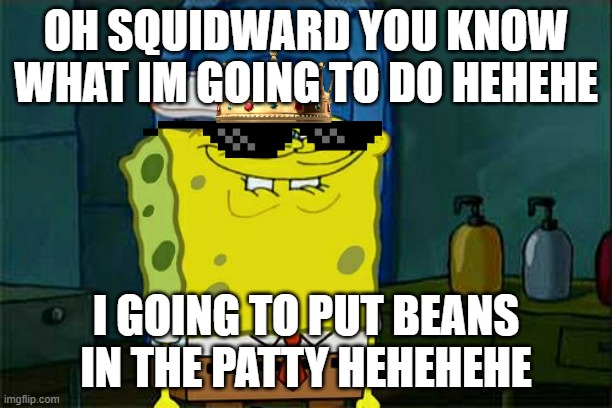 OH SQUIDWARD YOU KNOW
WHAT IM GOING TO DO HEHEHE
I GOING TO PUT BEANS
IN THE PATTY HEHEHEHE
imgflip.com